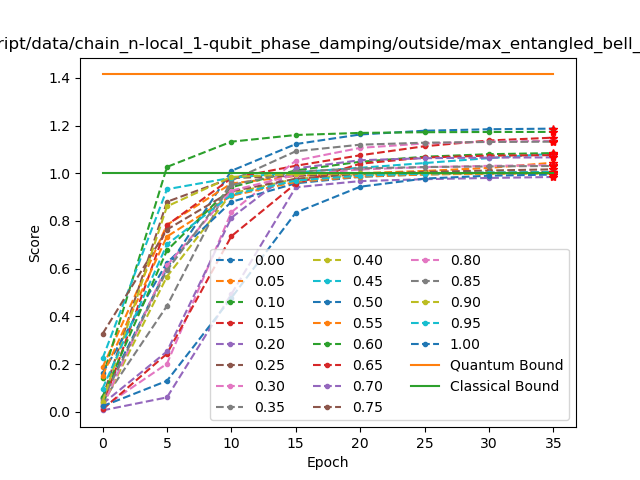 ript/data/chain_n-local_1-qubit_phase_damping/outside/max_entangled_bell_
1.4
1.2
1.0
0.8
0.6
0.4
0.2
0.0
Score
0.00 0.40 0.80
0.05 0.45 0.85
0.10 0.50 0.90
0.15 0.55 0.95
0.20 0.60 1.00
0.25 0.65 Quantum Bound
0.30 0.70 Classical Bound
0.35 0.75
0 5 10 15 20 25 30 35
Epoch